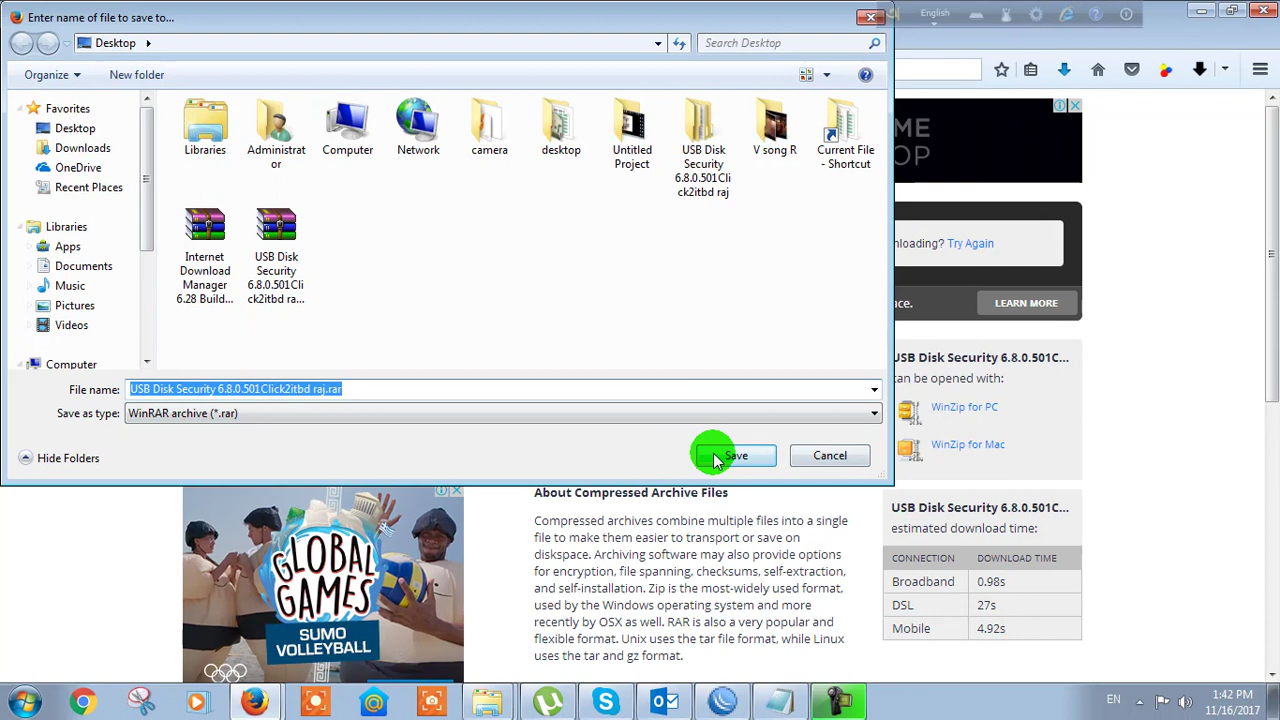 Enter name of file to save to...
English
Desktop
Search Desktop
Organize
New folder
Favorites
Desktop
Downloads
OneDrive
Recent Places
Libraries
Apps
Documents
Music
Pictures
Videos
Computer
Libraries
Administrat
or
Computer
Network
camera
desktop
Untitled
Project
USB Disk
Security
6.8.0.501Cli
ck2itbd raj
V song R
Current File
- Shortcut
Internet
Download
Manager
6.28 Build...
USB Disk
Security
6.8.0.501Cli
ck2itbd ra...
File name:
USB Disk Security 6.8.0.501Click2itbd raj.rar
Save as type:
WinRAR archive (*.rar)
Hide Folders
Save
Cancel
ME
OP
nloading? Try Again
ce.
LEARN MORE
USB Disk Security 6.8.0.501C...
can be opened with:
WinZip for PC
WinZip for Mac
USB Disk Security 6.8.0.501C...
estimated download time:
CONNECTION DOWNLOAD TIME
Broadband 0.98s
DSL 27s
Mobile 4.92s
About Compressed Archive Files
Compressed archives combine multiple files into a single
file to make them easier to transport or save on
diskspace. Archiving software may also provide options
for encryption, file spanning, checksums, self-extraction,
and self-installation. Zip is the most-widely used format,
used by the Windows operating system and more
recently by OSX as well. RAR is also a very popular and
flexible format. Unix uses the tar file format, while Linux
uses the tar and gz format.
GLOBAL
GAMES
SUMO
VOLLEYBALL
EN
1:42 PM
11/16/2017